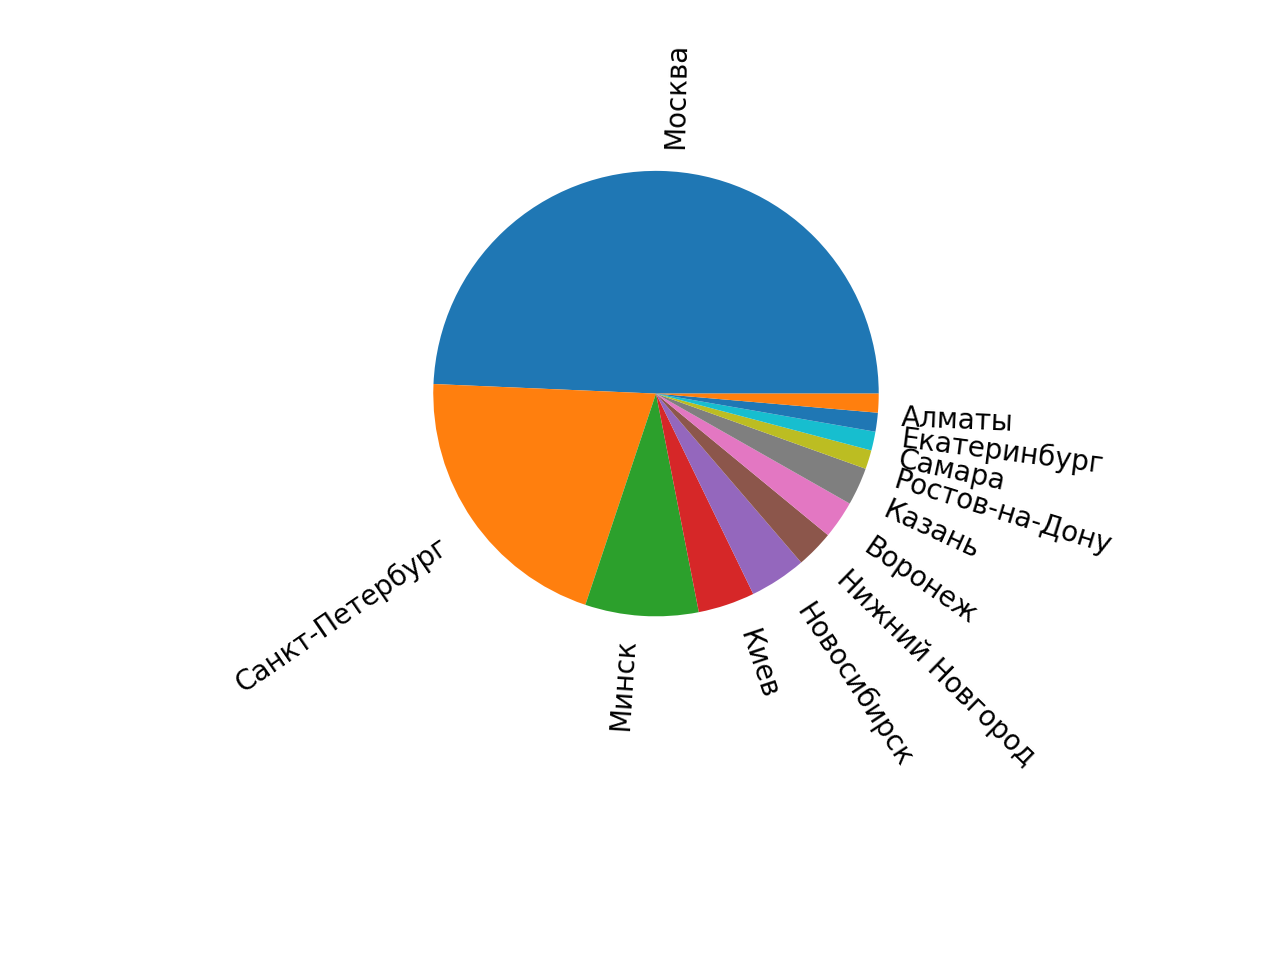 Москва
Санкт-Петербург
Минск
Киев
Новосибирск
Нижний Новгород
Воронеж
Казань
Ростов-на-Дону
Самара
Екатеринбург
Алматы